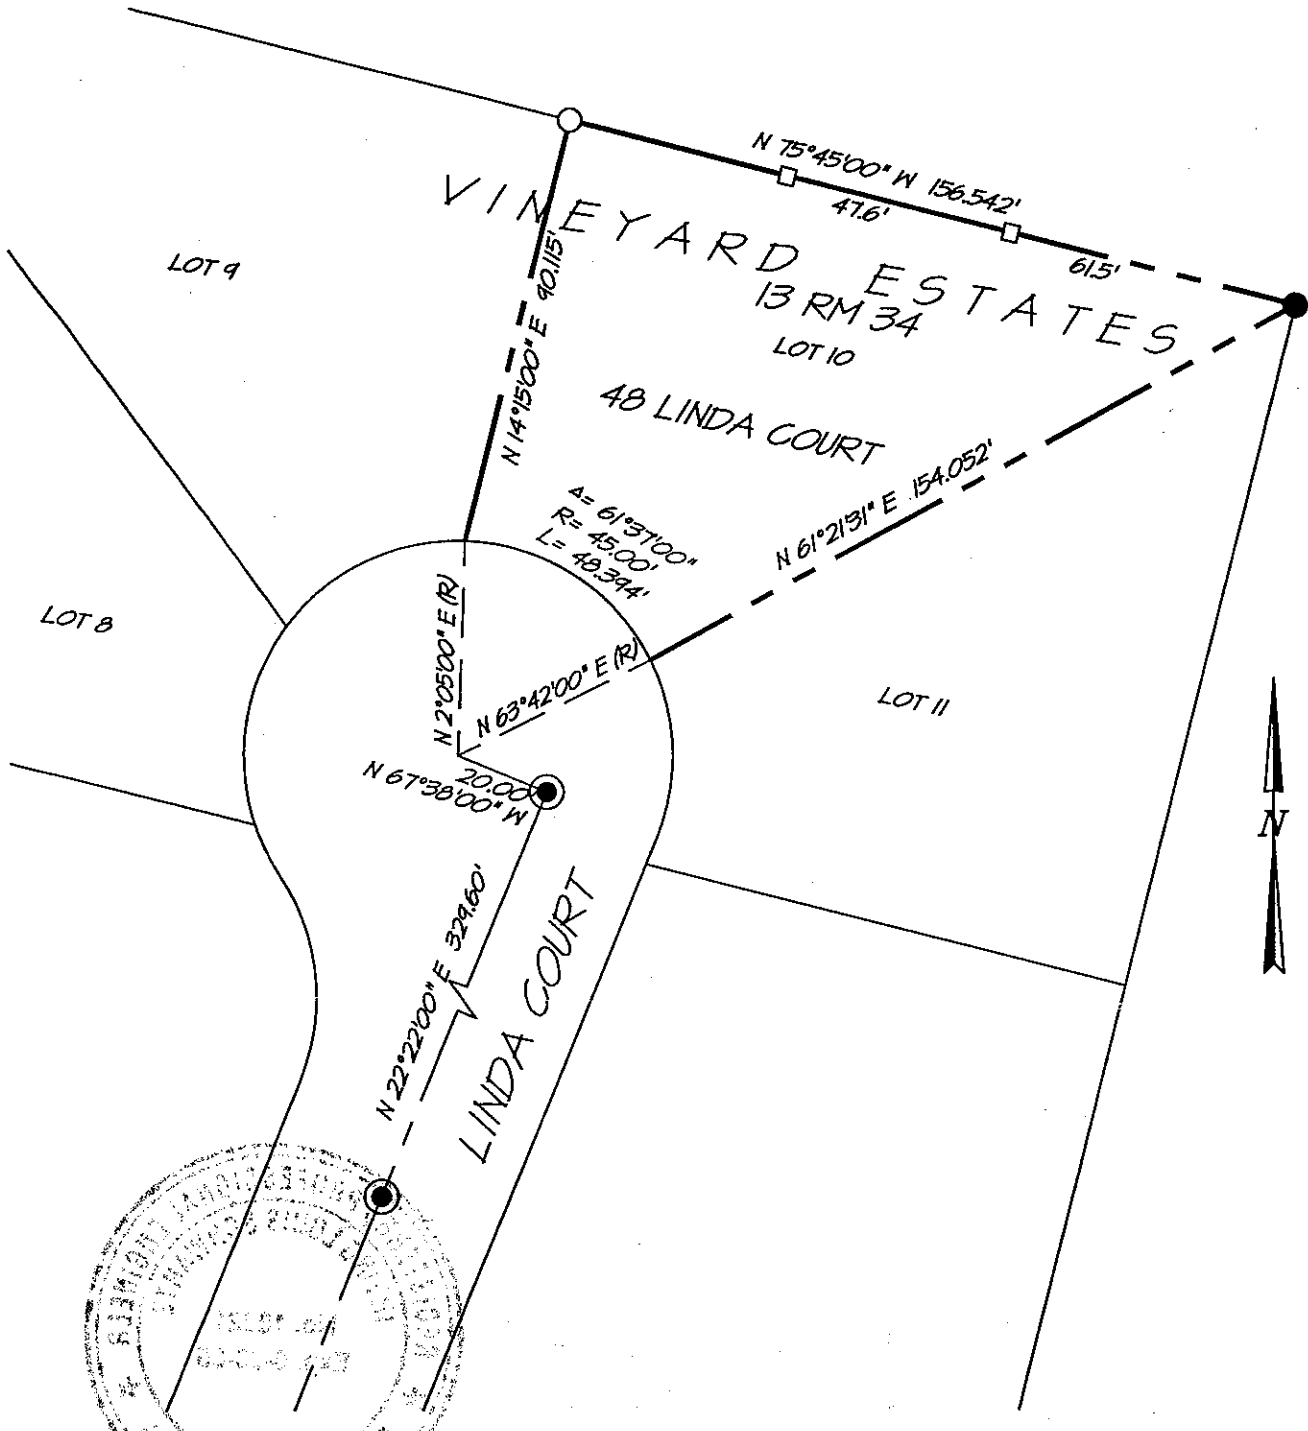 N 75°45'00" W 156.542'
47.6'
61.5'
VINEYARD ESTATES
13 RM 34
LOT 10
48 LINDA COURT
LOT 9
N 14°15'00" E 90.115'
Δ= 61°37'00"
R= 45.00'
L= 48.394'
N 61°21'31" E 154.052'
LOT 8
N 2°05'00" E (R)
N 63°42'00" E (R)
LOT 11
20.00
N 67°38'00" W
N
N 22°22'00" E 329.60'
LINDA COURT
PROFESSIONAL ENGINEER